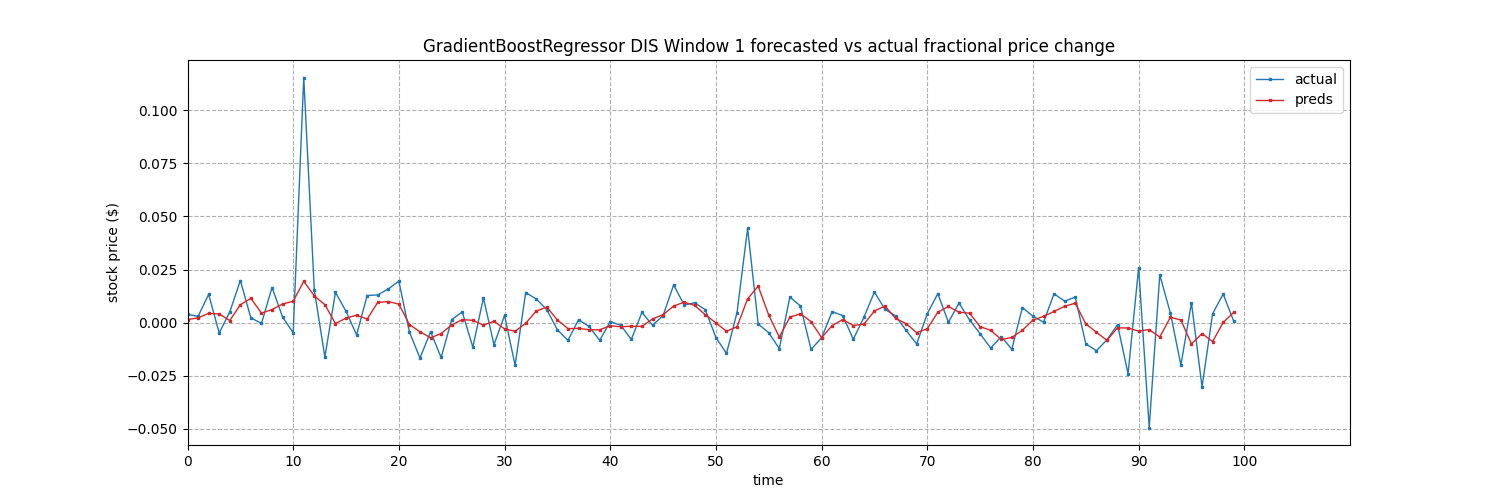 GradientBoostRegressor DIS Window 1 forecasted vs actual fractional price change
actual
preds
stock price ($)
0.100
0.075
0.050
0.025
0.000
−0.025
−0.050
0 10 20 30 40 50 60 70 80 90 100
time